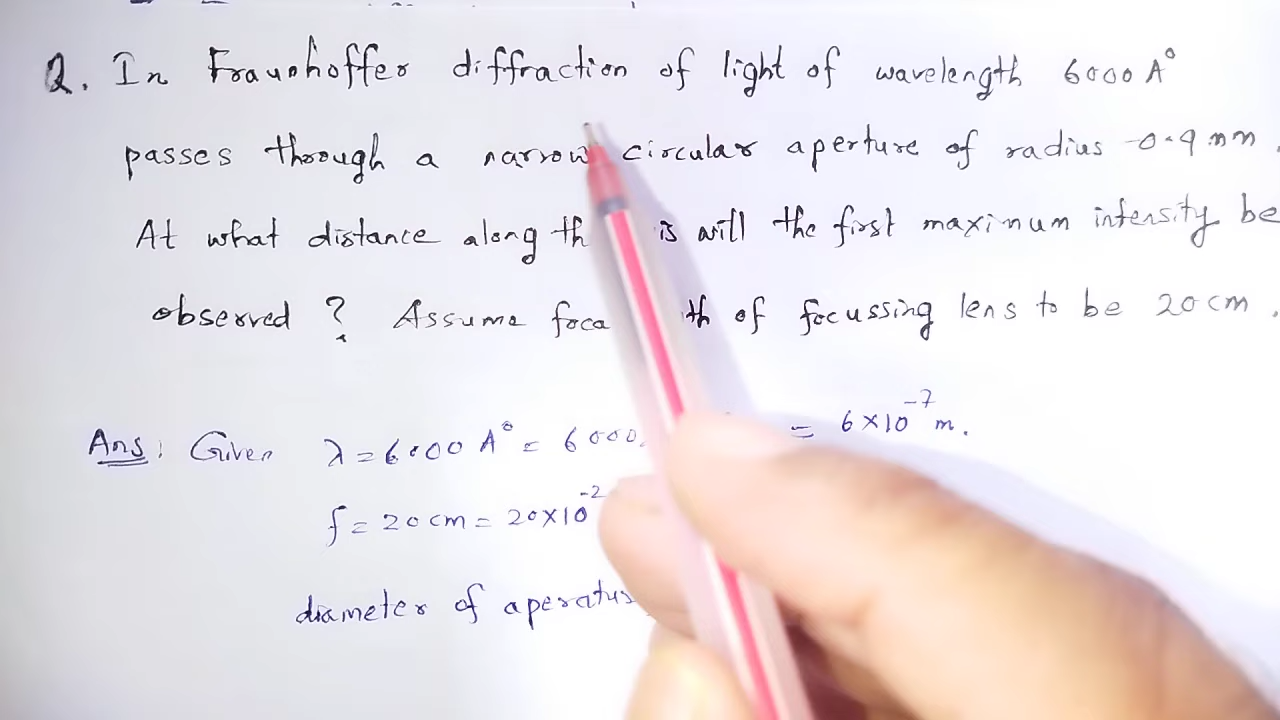 Q. In Fraunhoffer diffraction of light of wavelength 6000 A°
passes through a narrow circular aperture of radius 0.9 mm.
At what distance along th is will the first maximum intensity be
observed ? Assume foca th of focussing lens to be 20 cm.
Ans: Given λ = 6000 A° = 6000 = 6×10⁻⁷ m.
f = 20 cm = 20×10⁻²
diameter of aperatus